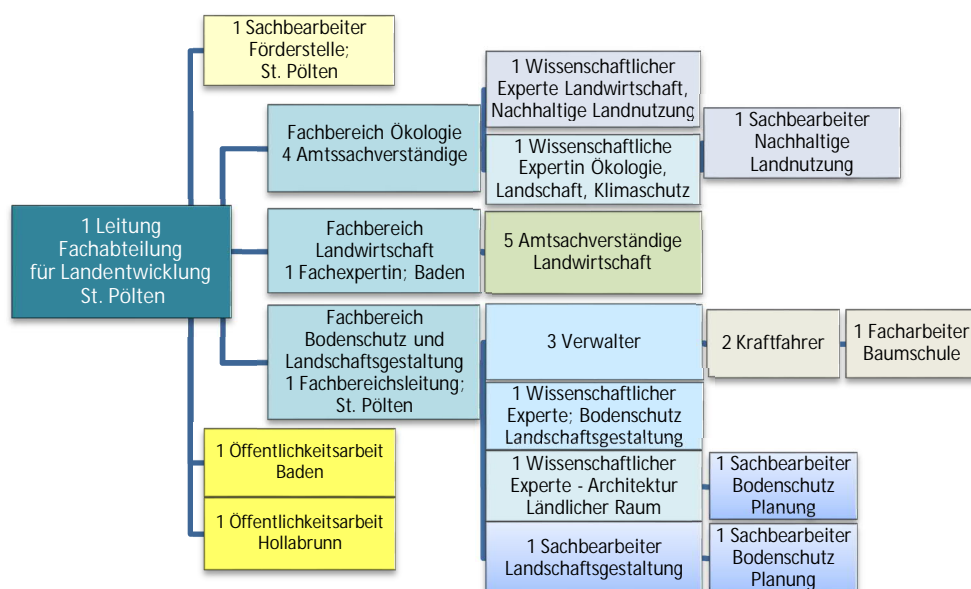 1 Sachbearbeiter
Förderstelle;
St. Pölten
1 Wissenschaftlicher
Experte Landwirtschaft,
Nachhaltige Landnutzung
Fachbereich Ökologie
4 Amtssachverständige
1 Sachbearbeiter
Nachhaltige
Landnutzung
1 Wissenschaftliche
Expertin Ökologie,
Landschaft, Klimaschutz
1 Leitung
Fachabteilung
für Landentwicklung
St. Pölten
Fachbereich
Landwirtschaft
1 Fachexpertin; Baden
5 Amtsachverständige
Landwirtschaft
Fachbereich
Bodenschutz und
Landschaftsgestaltung
1 Fachbereichsleitung;
St. Pölten
3 Verwalter
2 Kraftfahrer
1 Facharbeiter
Baumschule
1 Wissenschaftlicher
Experte; Bodenschutz
Landschaftsgestaltung
1 Öffentlichkeitsarbeit
Baden
1 Wissenschaftlicher
Experte - Architektur
Ländlicher Raum
1 Sachbearbeiter
Bodenschutz
Planung
1 Öffentlichkeitsarbeit
Hollabrunn
1 Sachbearbeiter
Landschaftsgestaltung
1 Sachbearbeiter
Bodenschutz
Planung